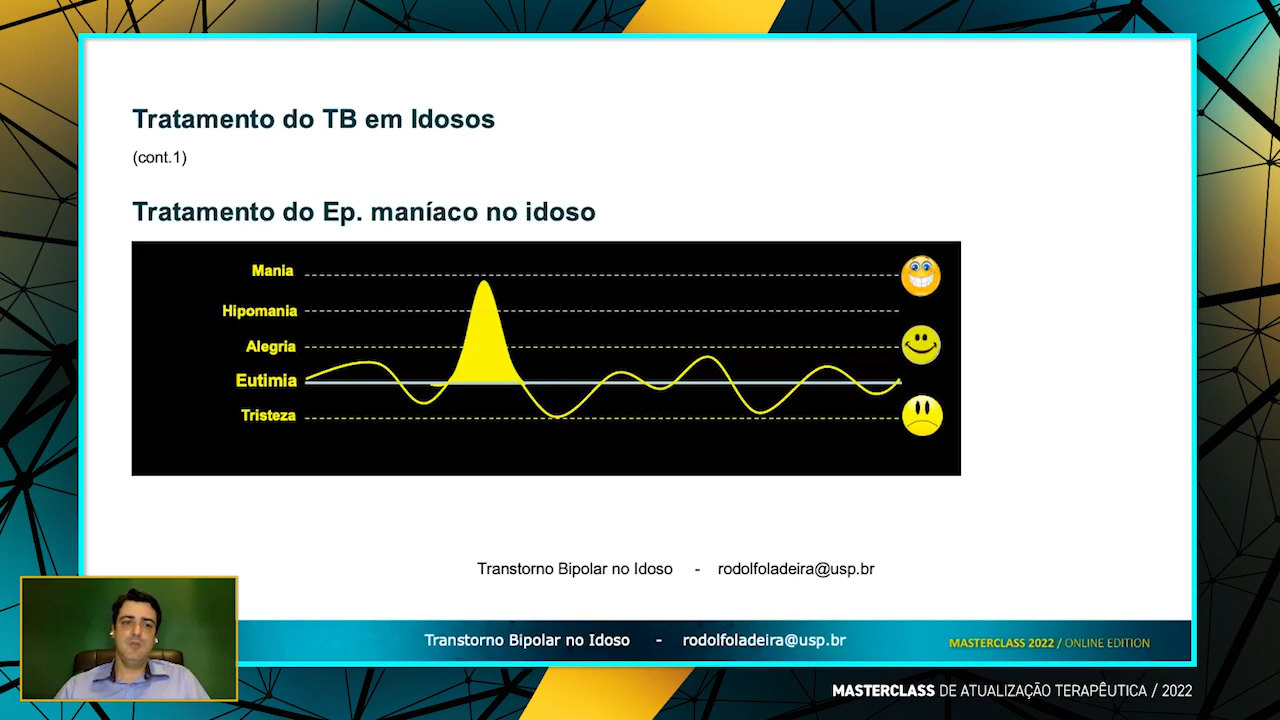 Tratamento do TB em Idosos
(cont.1)
Tratamento do Ep. maníaco no idoso
Mania
Hipomania
Alegria
Eutimia
Tristeza
Transtorno Bipolar no Idoso - rodolfoladeira@usp.br
Transtorno Bipolar no Idoso - rodolfoladeira@usp.br
MASTERCLASS 2022 / ONLINE EDITION
MASTERCLASS DE ATUALIZAÇÃO TERAPÊUTICA / 2022